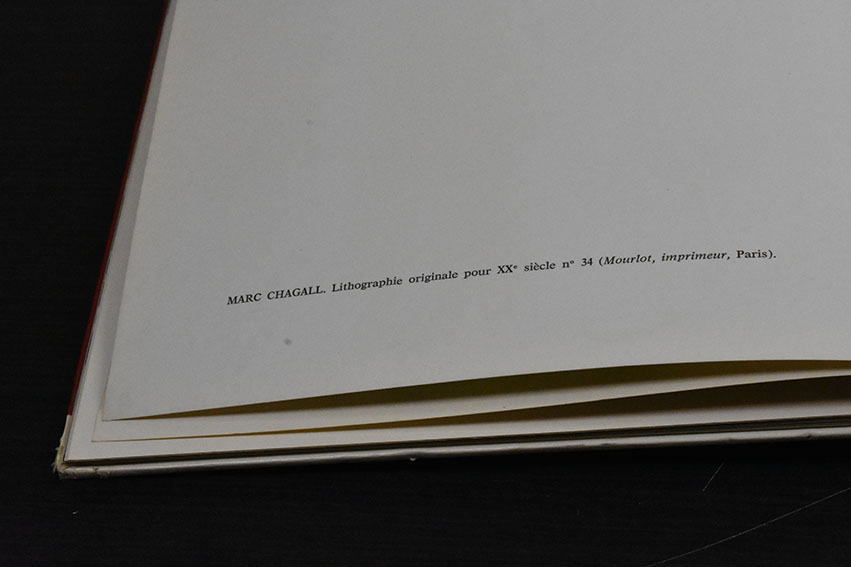 MARC CHAGALL. Lithographie originale pour XXᵉ siècle nº 34 (Mourlot, imprimeur, Paris).